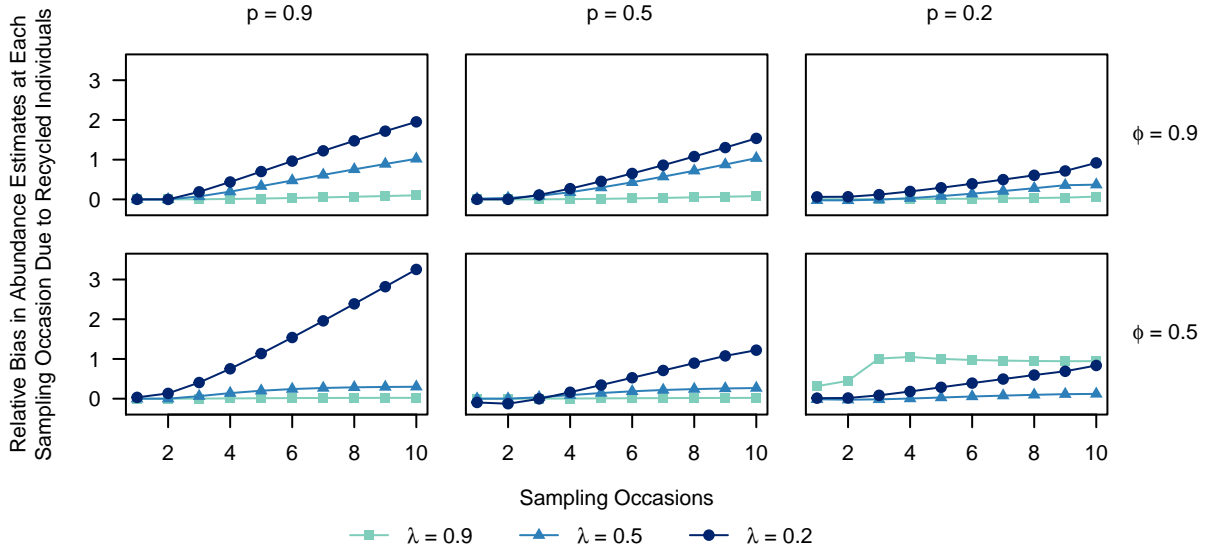 p = 0.9
p = 0.5
p = 0.2
Relative Bias in Abundance Estimates at Each
Sampling Occasion Due to Recycled Individuals
3
2
1
0
ϕ = 0.9
3
2
1
0
ϕ = 0.5
2 4 6 8 10
2 4 6 8 10
2 4 6 8 10
Sampling Occasions
λ = 0.9
λ = 0.5
λ = 0.2